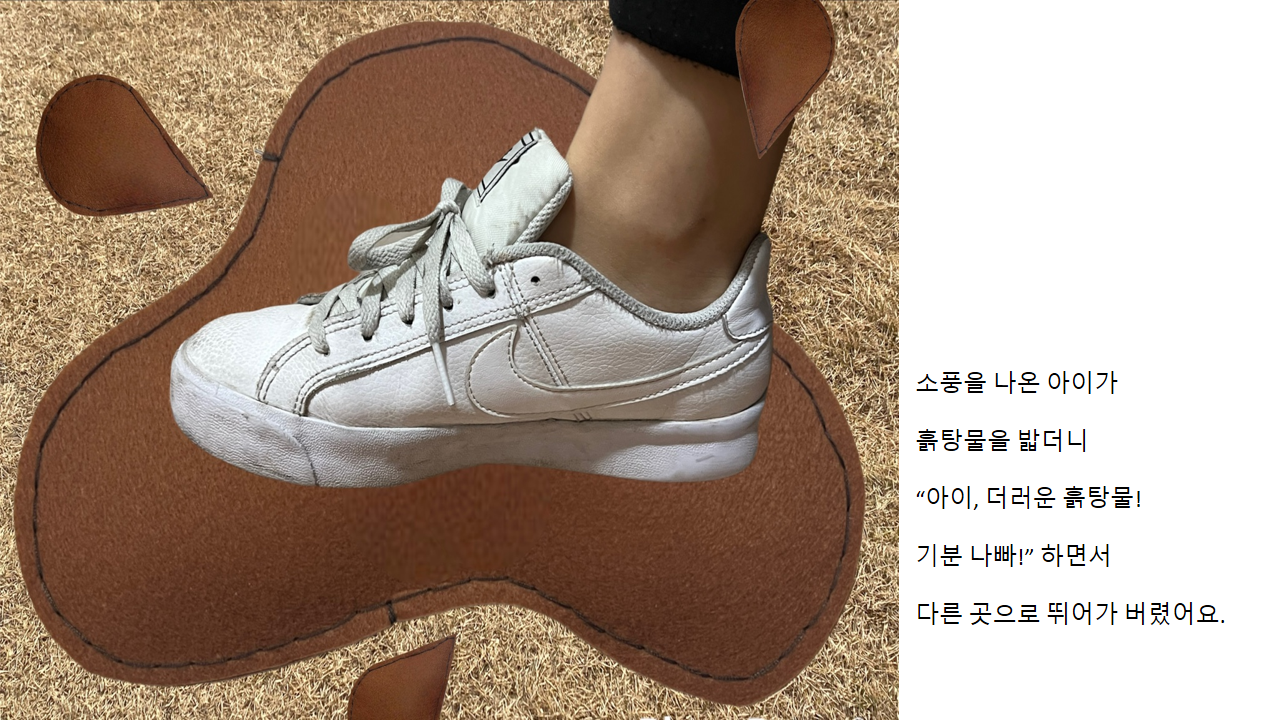 소풍을 나온 아이가
흙탕물을 밟더니
“아이, 더러운 흙탕물!
기분 나빠!” 하면서
다른 곳으로 뛰어가 버렸어요.